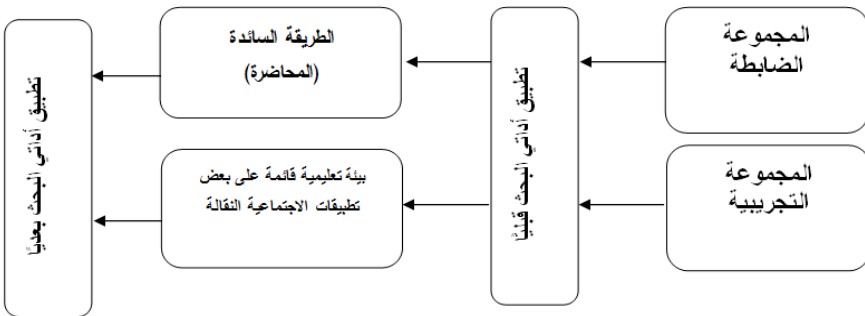 المجموعة
الضابطة
المجموعة
التجريبية
تطبيق أداتي البحث قبليًا
الطريقة السائدة
(المحاضرة)
بيئة تعليمية قائمة على بعض
تطبيقات الاجتماعية النقالة
تطبيق أداتي البحث بعديًا